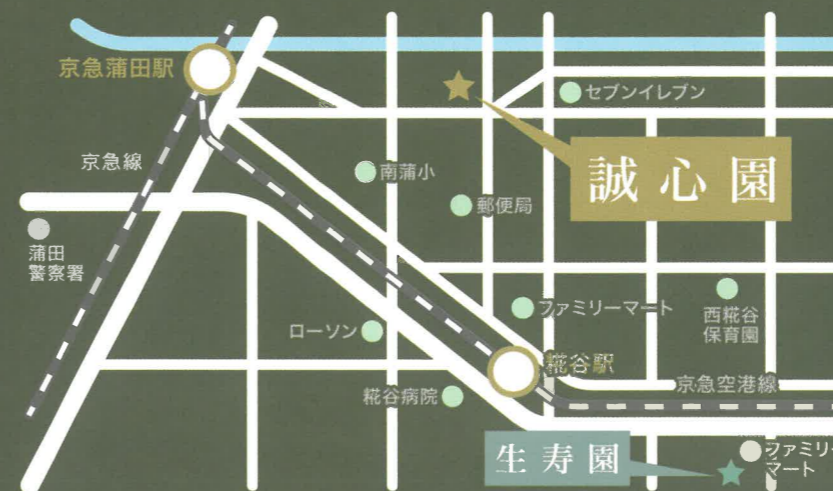 京急蒲田駅
セブンイレブン
京急線
南蒲小
誠心園
郵便局
蒲田
警察署
ファミリーマート
西糀谷
保育園
ローソン
糀谷駅
京急空港線
糀谷病院
生寿園
ファミリー
マート